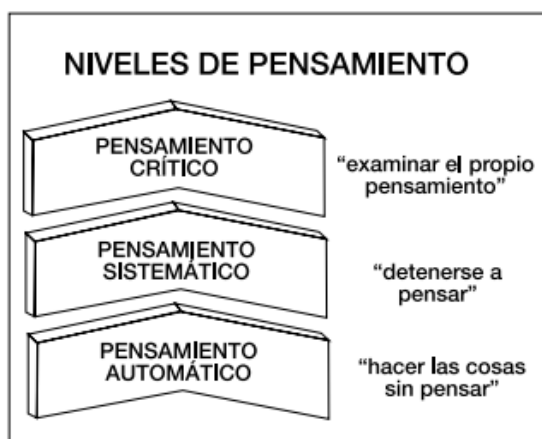 NIVELES DE PENSAMIENTO
PENSAMIENTO
CRÍTICO
“examinar el propio
pensamiento”
PENSAMIENTO
SISTEMÁTICO
“detenerse a
pensar”
PENSAMIENTO
AUTOMÁTICO
“hacer las cosas
sin pensar”